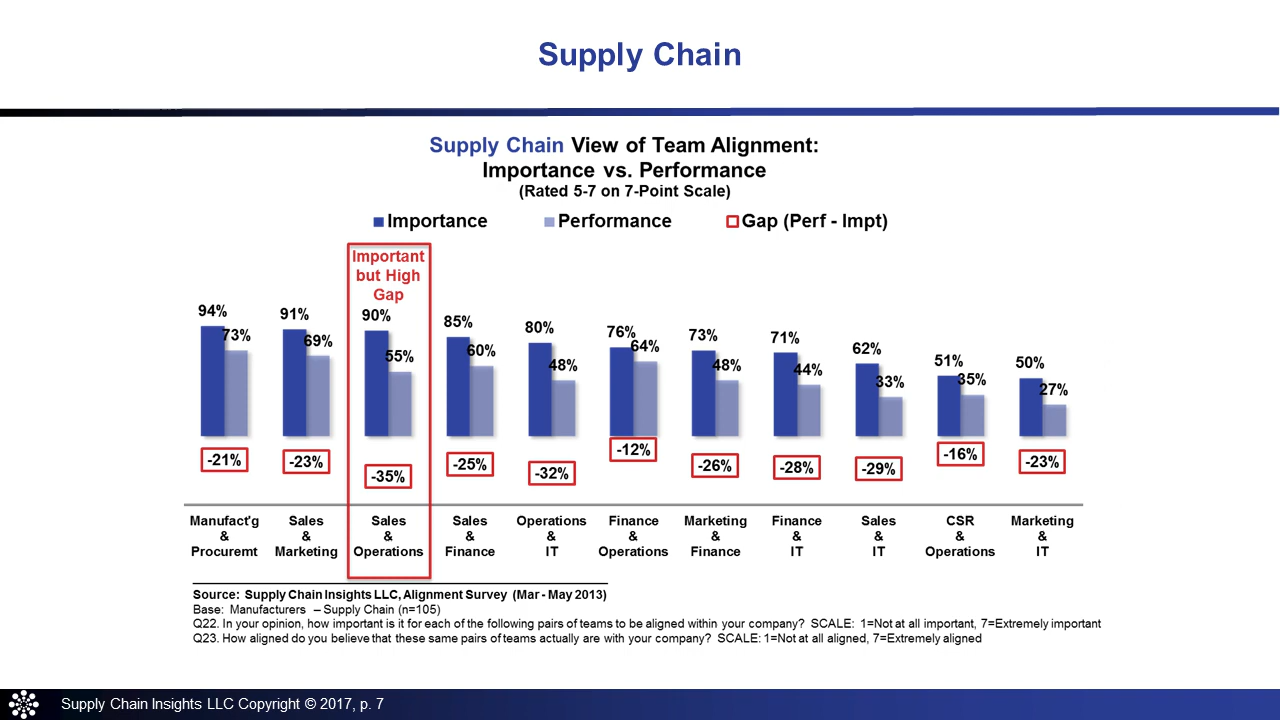 Supply Chain
Supply Chain View of Team Alignment:
Importance vs. Performance
(Rated 5-7 on 7-Point Scale)
Importance Performance Gap (Perf - Impt)
Important
but High
Gap
94% 91% 90% 85% 80% 76% 73% 71% 62% 51% 50%
73% 69% 55% 60% 48% 64% 48% 44% 33% 35% 27%
-21% -23% -35% -25% -32% -12% -26% -28% -29% -16% -23%
Manufact'g Sales Sales Sales Operations Finance Marketing Finance Sales CSR Marketing
& & & & & & & & & & &
Procuremt Marketing Operations Finance IT Operations Finance IT IT Operations IT
Source: Supply Chain Insights LLC, Alignment Survey (Mar - May 2013)
Base: Manufacturers – Supply Chain (n=105)
Q22. In your opinion, how important is it for each of the following pairs of teams to be aligned within your company? SCALE: 1=Not at all important, 7=Extremely important
Q23. How aligned do you believe that these same pairs of teams actually are with your company? SCALE: 1=Not at all aligned, 7=Extremely aligned
Supply Chain Insights LLC Copyright © 2017, p. 7